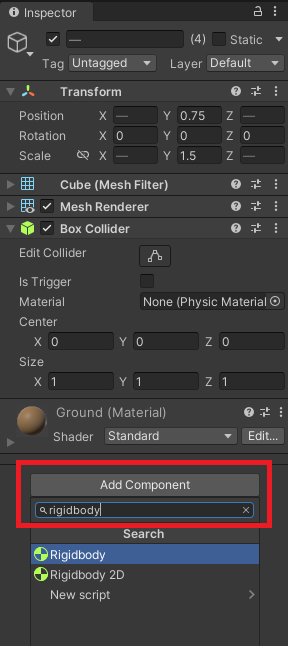 Inspector
— (4) Static
Tag Untagged Layer Default
Transform
Position X — Y 0.75 Z —
Rotation X 0 Y 0 Z 0
Scale X — Y 1.5 Z —
Cube (Mesh Filter)
Mesh Renderer
Box Collider
Edit Collider
Is Trigger
Material None (Physic Material
Center
X 0 Y 0 Z 0
Size
X 1 Y 1 Z 1
Ground (Material)
Shader Standard Edit...
Add Component
rigidbody
Search
Rigidbody
Rigidbody 2D
New script